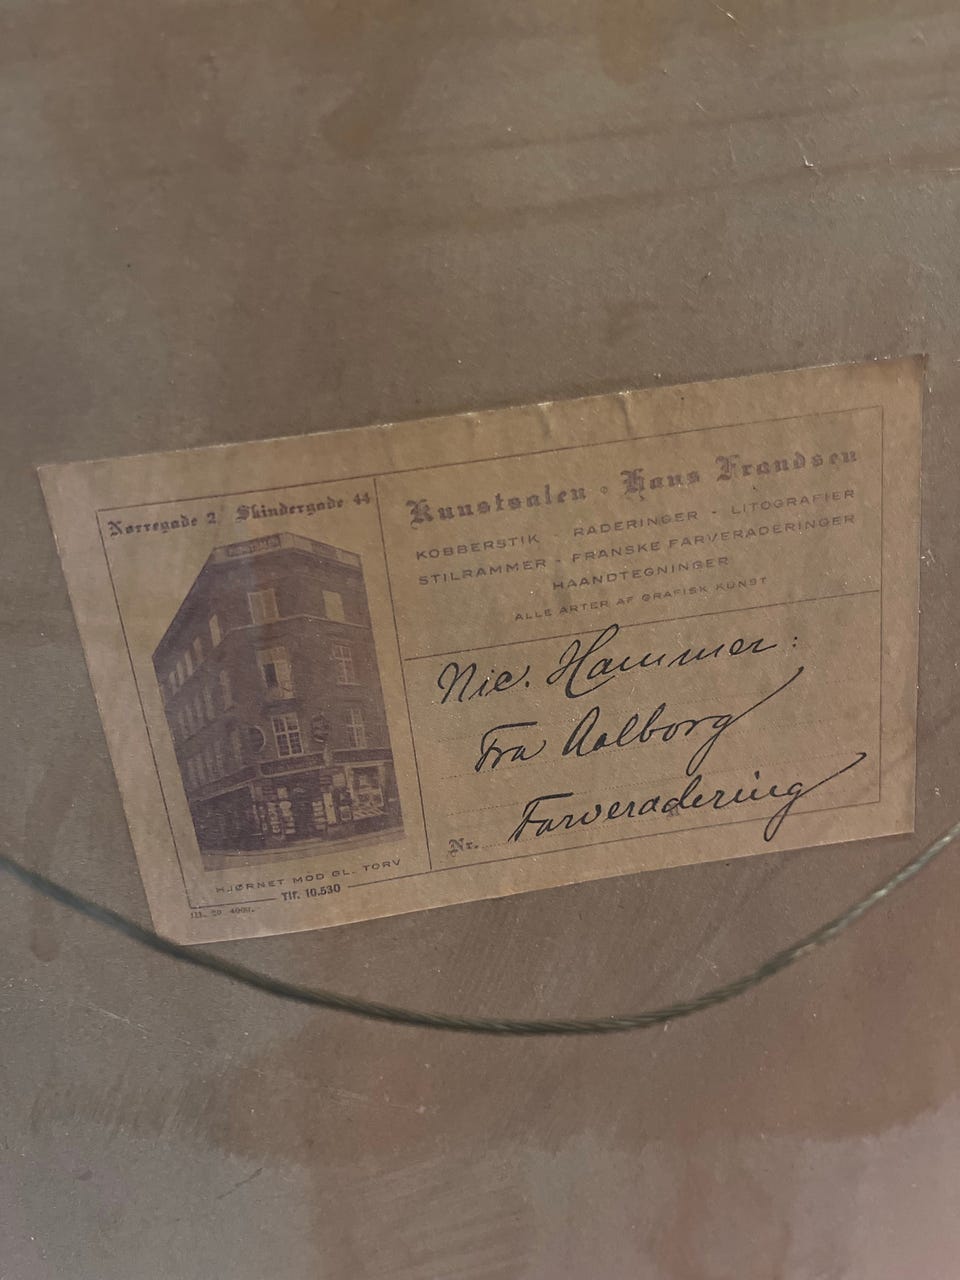 Nørregade 2 Skindergade 44
HJØRNET MOD GL. TORV
Tlf. 10.530
Kunstsalen ∘ Hans Frandsen
KOBBERSTIK - RADERINGER - LITOGRAFIER
STILRAMMER - FRANSKE FARVERADERINGER
HAANDTEGNINGER
ALLE ARTER AF GRAFISK KUNST
Nic. Hammer:
Fra Aalborg
Nr. Farveradering